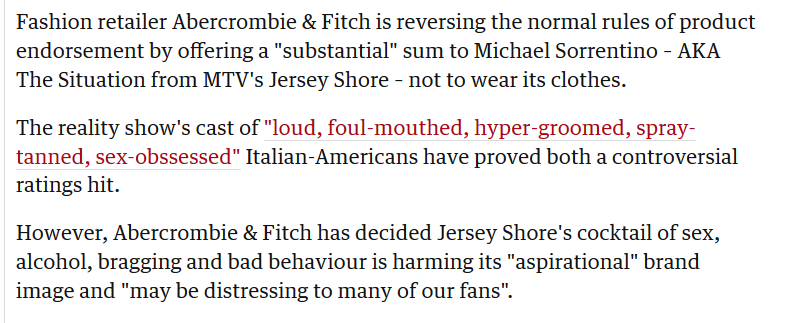 Fashion retailer Abercrombie & Fitch is reversing the normal rules of product
endorsement by offering a "substantial" sum to Michael Sorrentino – AKA
The Situation from MTV's Jersey Shore – not to wear its clothes.
The reality show's cast of "loud, foul-mouthed, hyper-groomed, spray-
tanned, sex-obssessed" Italian-Americans have proved both a controversial
ratings hit.
However, Abercrombie & Fitch has decided Jersey Shore's cocktail of sex,
alcohol, bragging and bad behaviour is harming its "aspirational" brand
image and "may be distressing to many of our fans".